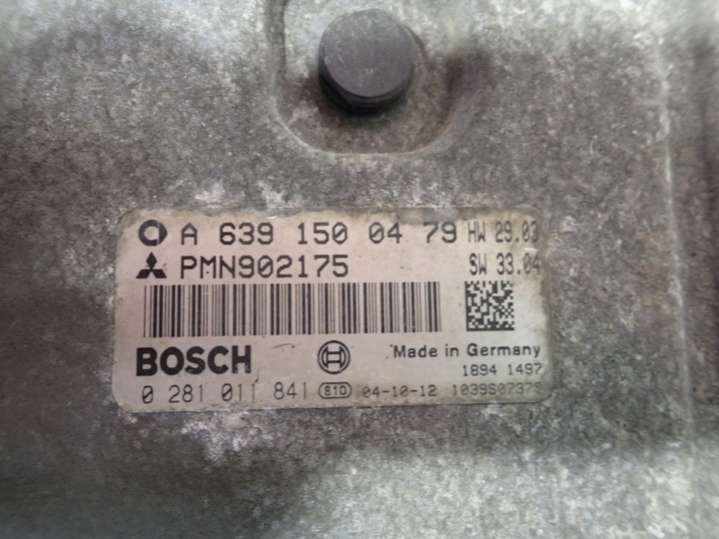 A 639 150 04 79 HW 29.03
PMN902175 SW 33.04
BOSCH Made in Germany
1894 1497
0 281 011 841 S10 04-10-12